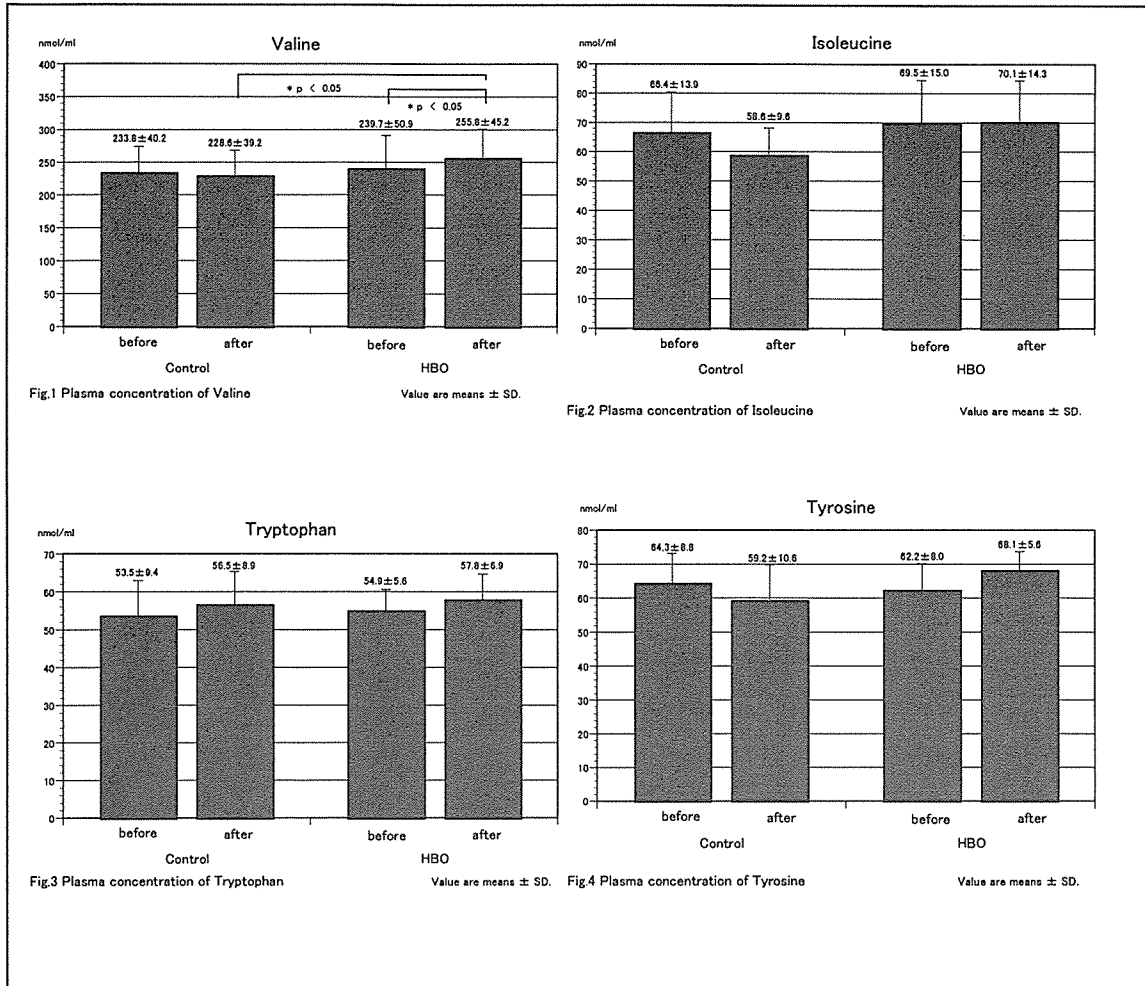 nmol/ml
Valine
400
350
300
250
200
150
100
50
0
* p < 0.05
* p < 0.05
233.8±40.2
228.6±39.2
239.7±50.9
255.8±45.2
before after before after
Control HBO
Fig.1 Plasma concentration of Valine Value are means ± SD.
nmol/ml
Isoleucine
90
80
70
60
50
40
30
20
10
0
66.4±13.9
58.6±9.6
69.5±15.0
70.1±14.3
before after before after
Control HBO
Fig.2 Plasma concentration of Isoleucine Value are means ± SD.
nmol/ml
Tryptophan
70
60
50
40
30
20
10
0
53.5±9.4
56.5±8.9
54.9±5.6
57.8±6.9
before after before after
Control HBO
Fig.3 Plasma concentration of Tryptophan Value are means ± SD.
nmol/ml
Tyrosine
80
70
60
50
40
30
20
10
0
64.3±8.8
59.2±10.6
62.2±8.0
68.1±5.6
before after before after
Control HBO
Fig.4 Plasma concentration of Tyrosine Value are means ± SD.